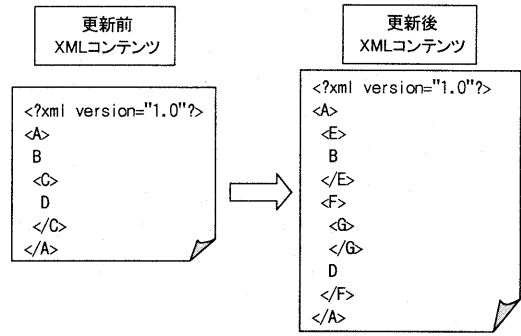 更新前
XMLコンテンツ
<?xml version="1.0"?>
<A>
B
<C>
D
</C>
</A>
更新後
XMLコンテンツ
<?xml version="1.0"?>
<A>
<E>
B
</E>
<F>
<G>
</G>
D
</F>
</A>